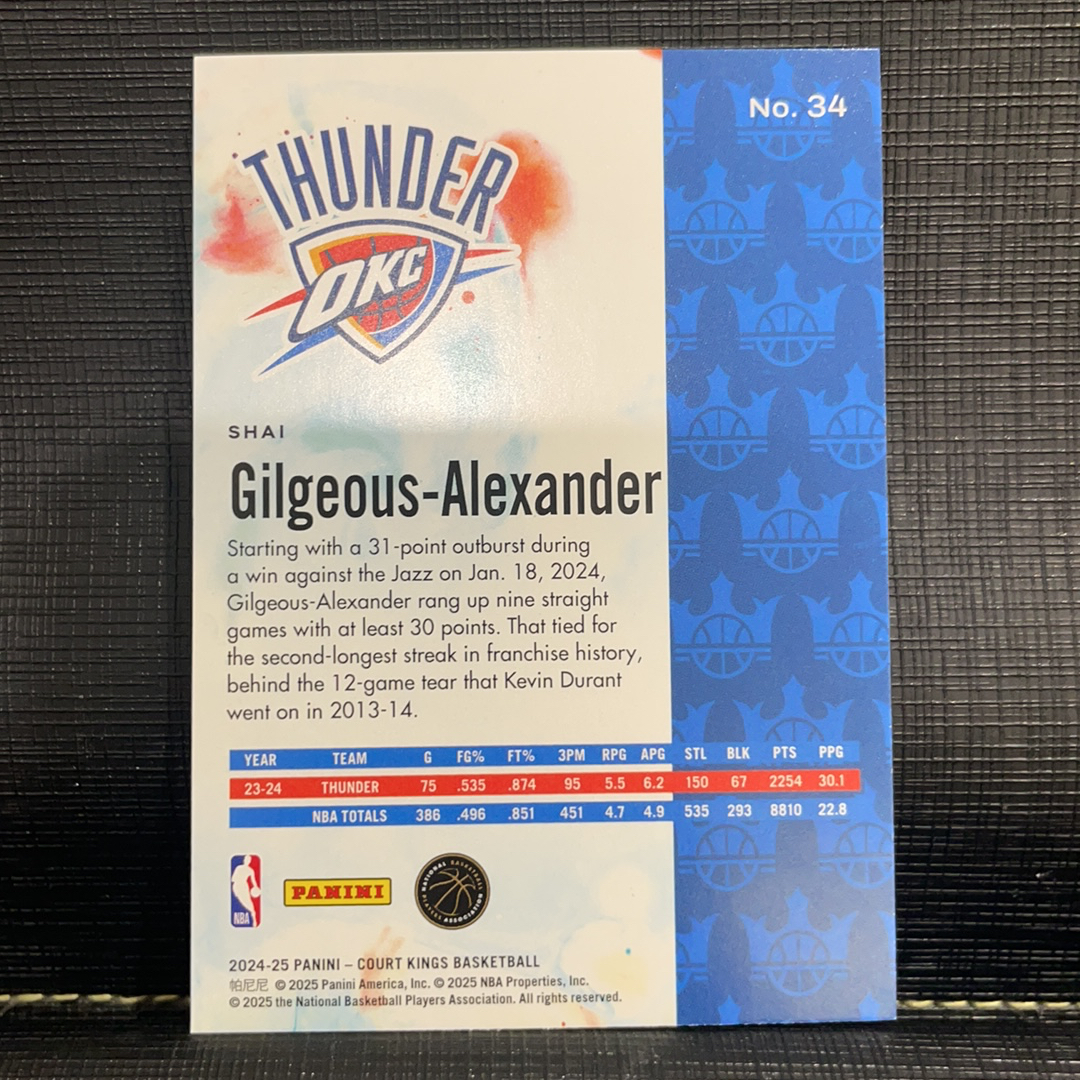 No. 34
THUNDER
OKC
SHAI
Gilgeous-Alexander
Starting with a 31-point outburst during
a win against the Jazz on Jan. 18, 2024,
Gilgeous-Alexander rang up nine straight
games with at least 30 points. That tied for
the second-longest streak in franchise history,
behind the 12-game tear that Kevin Durant
went on in 2013-14.
YEAR TEAM G FG% FT% 3PM RPG APG STL BLK PTS PPG
23-24 THUNDER 75 .535 .874 95 5.5 6.2 150 67 2254 30.1
NBA TOTALS 386 .496 .851 451 4.7 4.9 535 293 8810 22.8
NBA
PANINI
NATIONAL BASKETBALL PLAYERS ASSOCIATION
2024-25 PANINI – COURT KINGS BASKETBALL
帕尼尼 © 2025 Panini America, Inc. © 2025 NBA Properties, Inc.
© 2025 the National Basketball Players Association. All rights reserved.